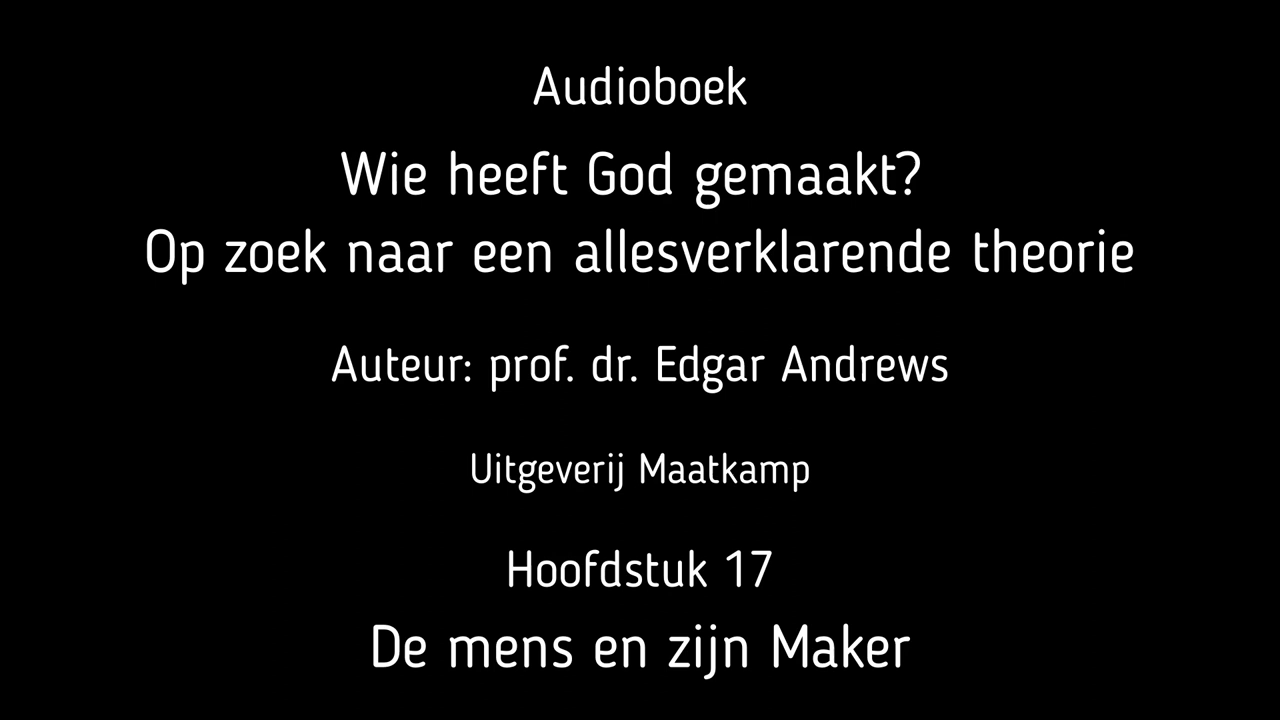 Audioboek
Wie heeft God gemaakt?
Op zoek naar een allesverklarende theorie
Auteur: prof. dr. Edgar Andrews
Uitgeverij Maatkamp
Hoofdstuk 17
De mens en zijn Maker